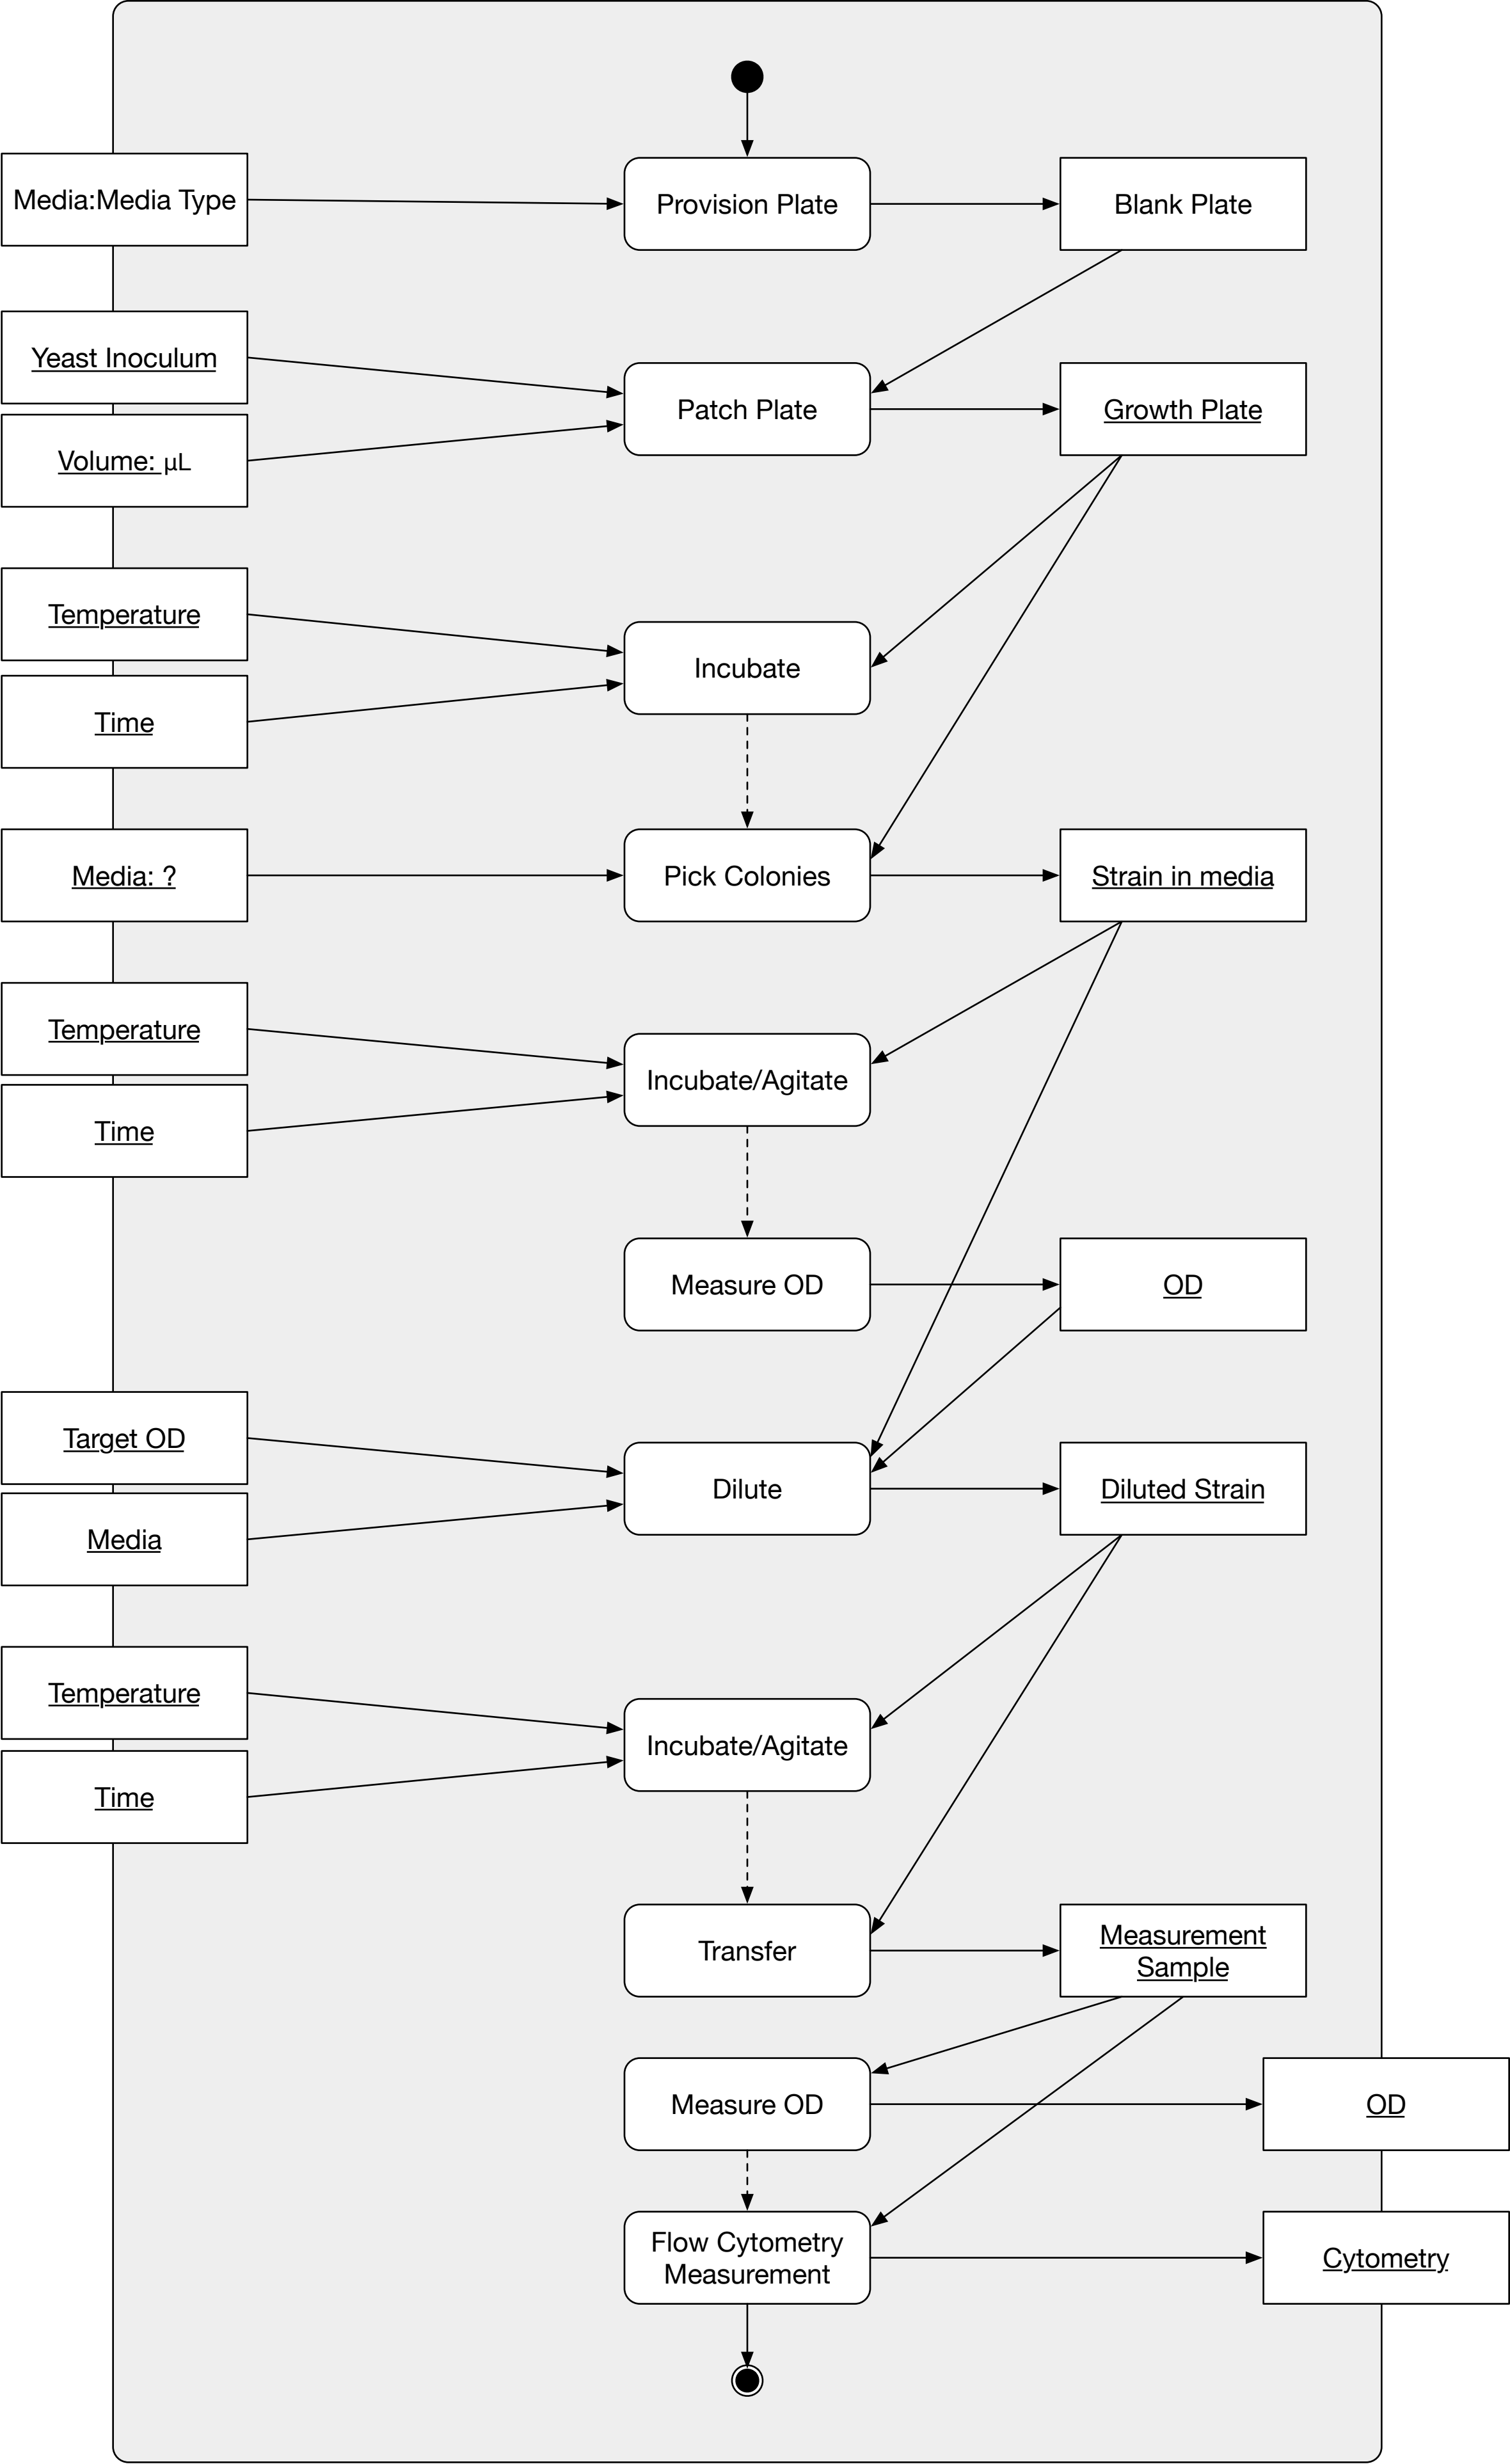 Media:Media Type
Provision Plate
Blank Plate
Yeast Inoculum
Patch Plate
Growth Plate
Volume: µL
Temperature
Incubate
Time
Media: ?
Pick Colonies
Strain in media
Temperature
Incubate/Agitate
Time
Measure OD
OD
Target OD
Dilute
Diluted Strain
Media
Temperature
Incubate/Agitate
Time
Transfer
Measurement
Sample
Measure OD
OD
Flow Cytometry
Measurement
Cytometry